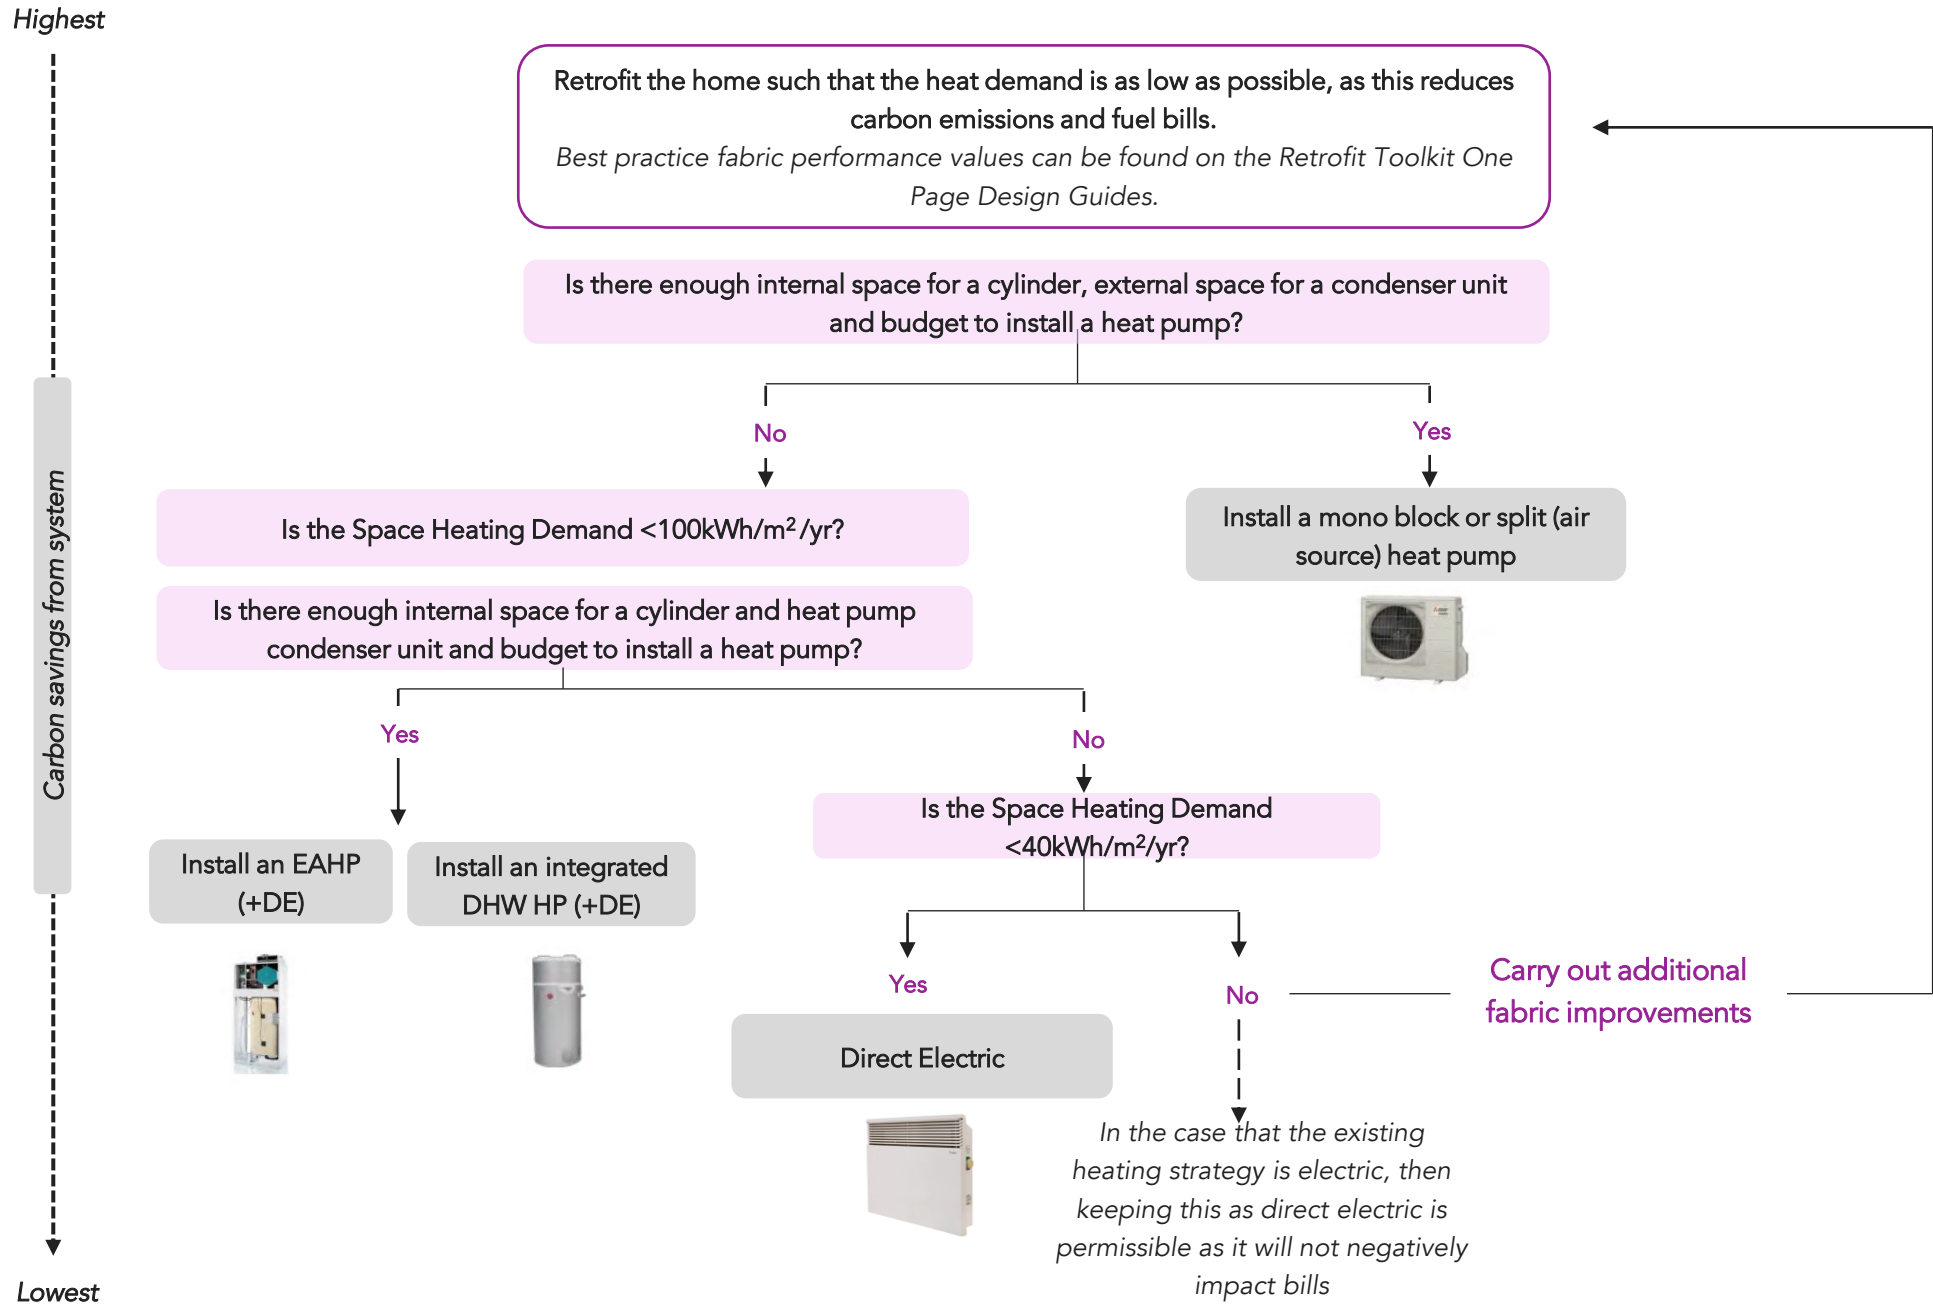 Highest
Retrofit the home such that the heat demand is as low as possible, as this reduces
carbon emissions and fuel bills.
Best practice fabric performance values can be found on the Retrofit Toolkit One
Page Design Guides.
Is there enough internal space for a cylinder, external space for a condenser unit
and budget to install a heat pump?
No
Yes
Is the Space Heating Demand <100kWh/m² /yr?
Install a mono block or split (air
source) heat pump
Is there enough internal space for a cylinder and heat pump
condenser unit and budget to install a heat pump?
Carbon savings from system
Yes
No
Is the Space Heating Demand
<40kWh/m²/yr?
Install an EAHP
(+DE)
Install an integrated
DHW HP (+DE)
Yes
No
Carry out additional
fabric improvements
Direct Electric
In the case that the existing
heating strategy is electric, then
keeping this as direct electric is
permissible as it will not negatively
impact bills
Lowest